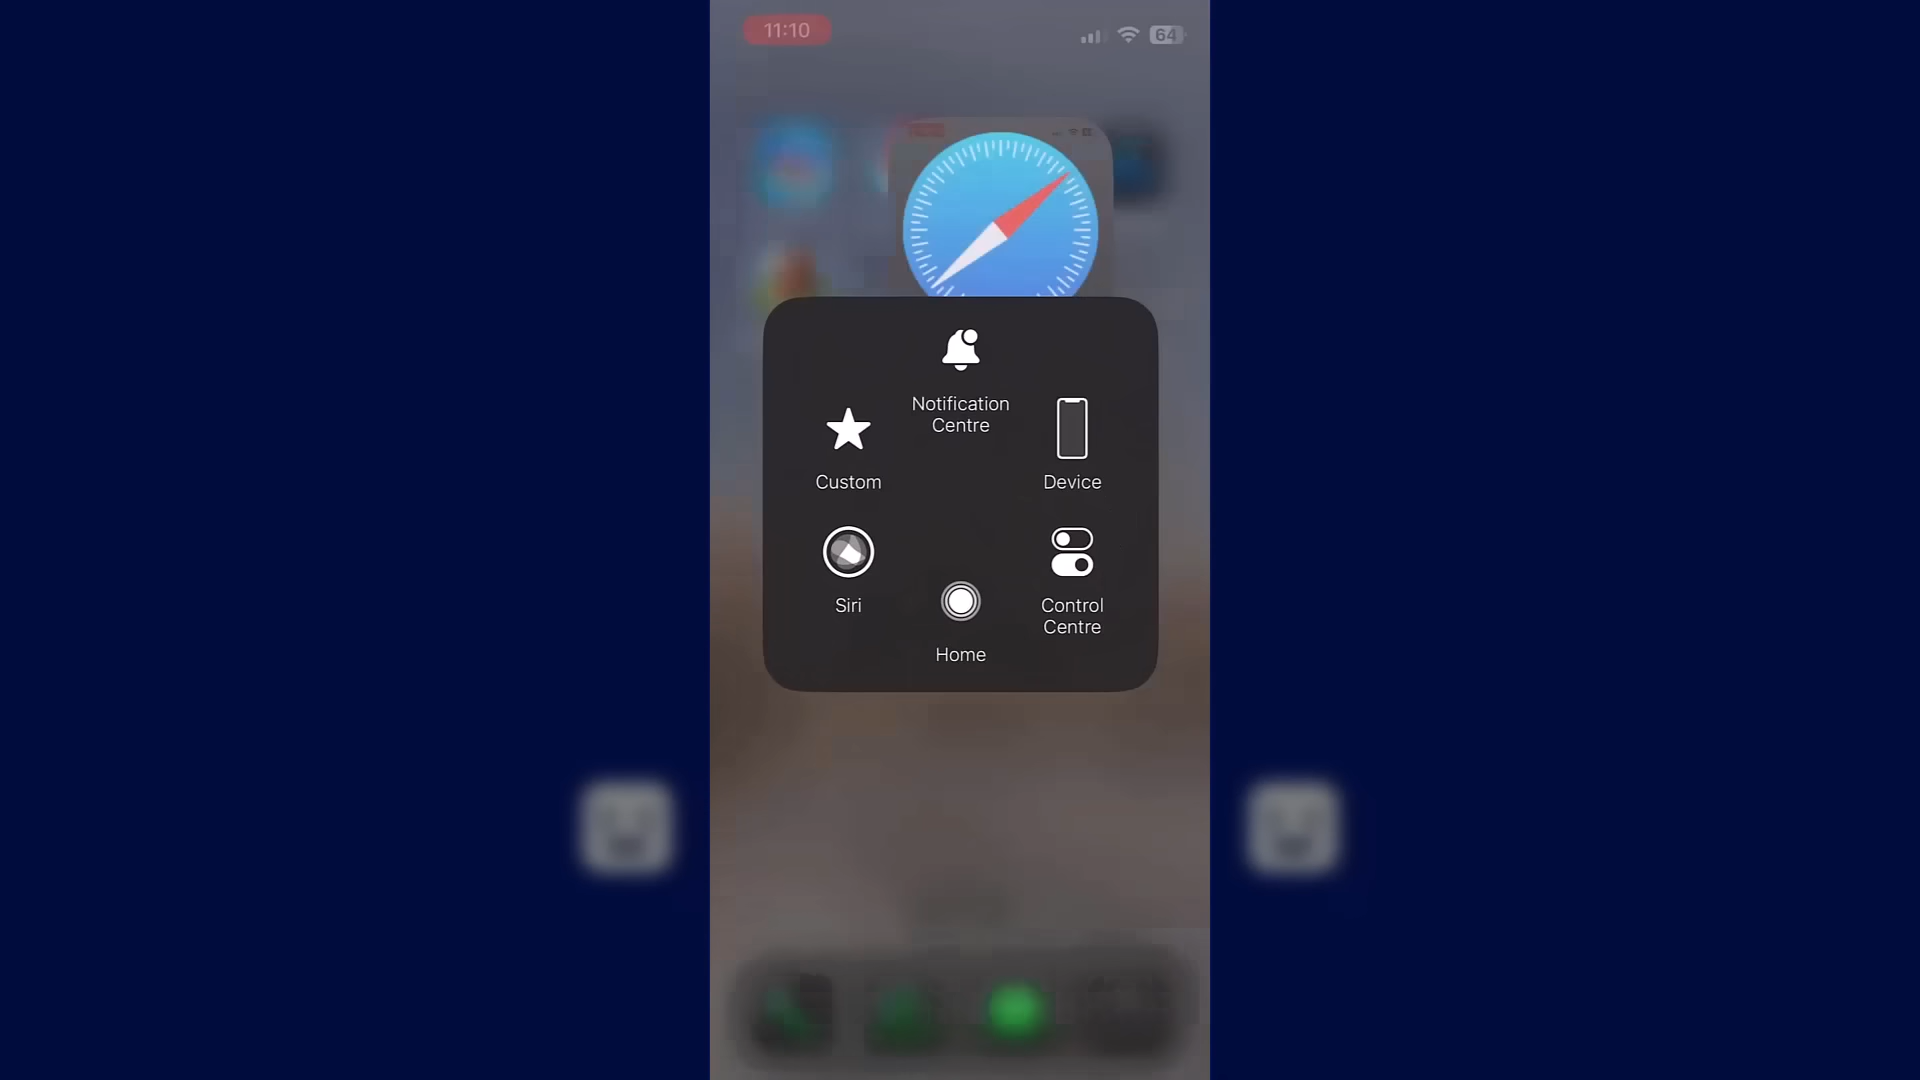 11:10
64
Notification
Centre
Custom
Device
Siri
Control
Centre
Home